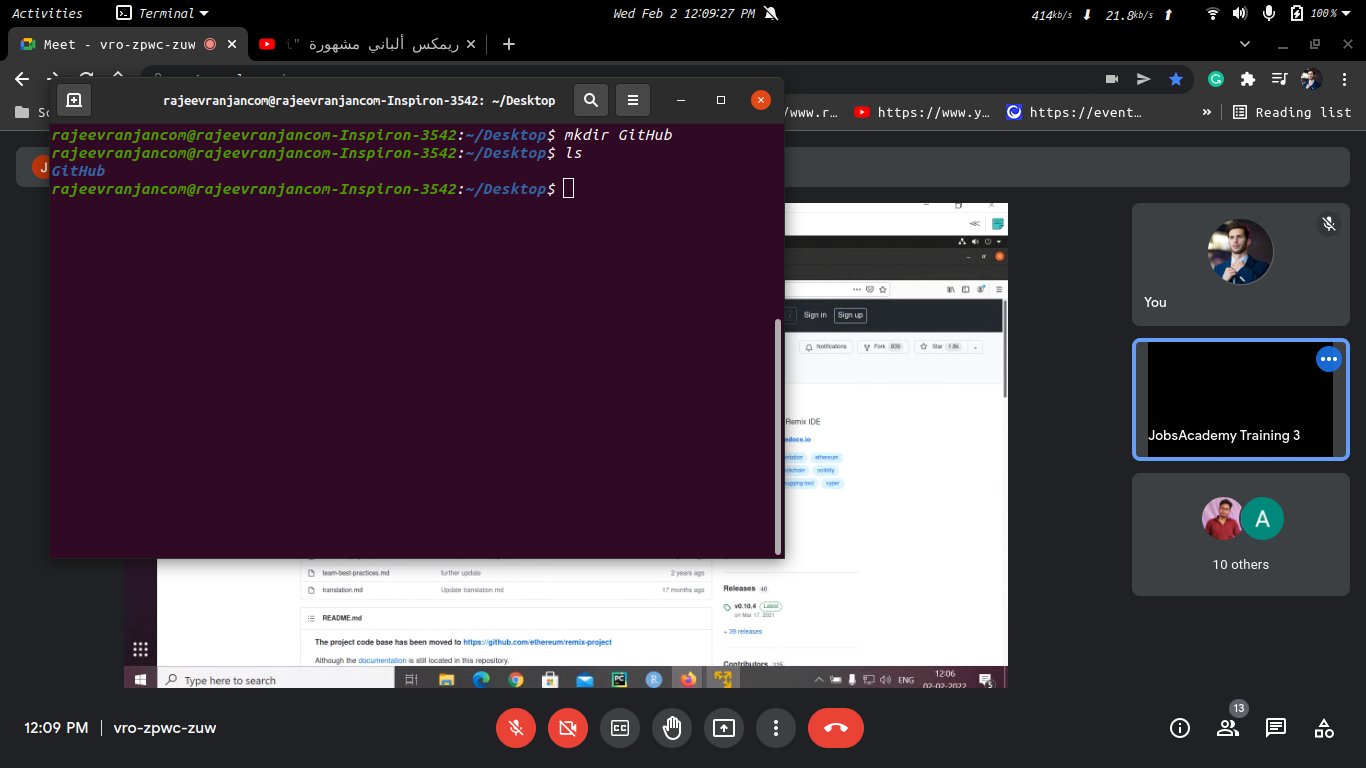 Activities
Terminal
Wed Feb 2 12:09:27 PM
414kb/s
21.8kb/s
100 %
Meet - vro-zpwc-zuw
ريمكس ألباني مشهورة
/www.r...
https://www.y...
https://event...
»
Reading list
rajeevranjancom@rajeevranjancom-Inspiron-3542: ~/Desktop
rajeevranjancom@rajeevranjancom-Inspiron-3542:~/Desktop$ mkdir GitHub
rajeevranjancom@rajeevranjancom-Inspiron-3542:~/Desktop$ ls
GitHub
rajeevranjancom@rajeevranjancom-Inspiron-3542:~/Desktop$
J
Sign in
Sign up
Notifications
Fork
Star 1.8k
Remix IDE
edocs.io
ethereum
solidity
vyper
team-best-practices.md
further update
2 years ago
translation.md
Update translation.md
17 months ago
README.md
The project code base has been moved to https://github.com/ethereum/remix-project
Although the documentation is still located in this repository.
Releases 40
v0.10.4 Latest
on Mar 17, 2021
+ 39 releases
Contributors
Type here to search
PC
R
ENG
12:06
02-02-2022
5
You
JobsAcademy Training 3
A
10 others
12:09 PM
vro-zpwc-zuw
CC
13